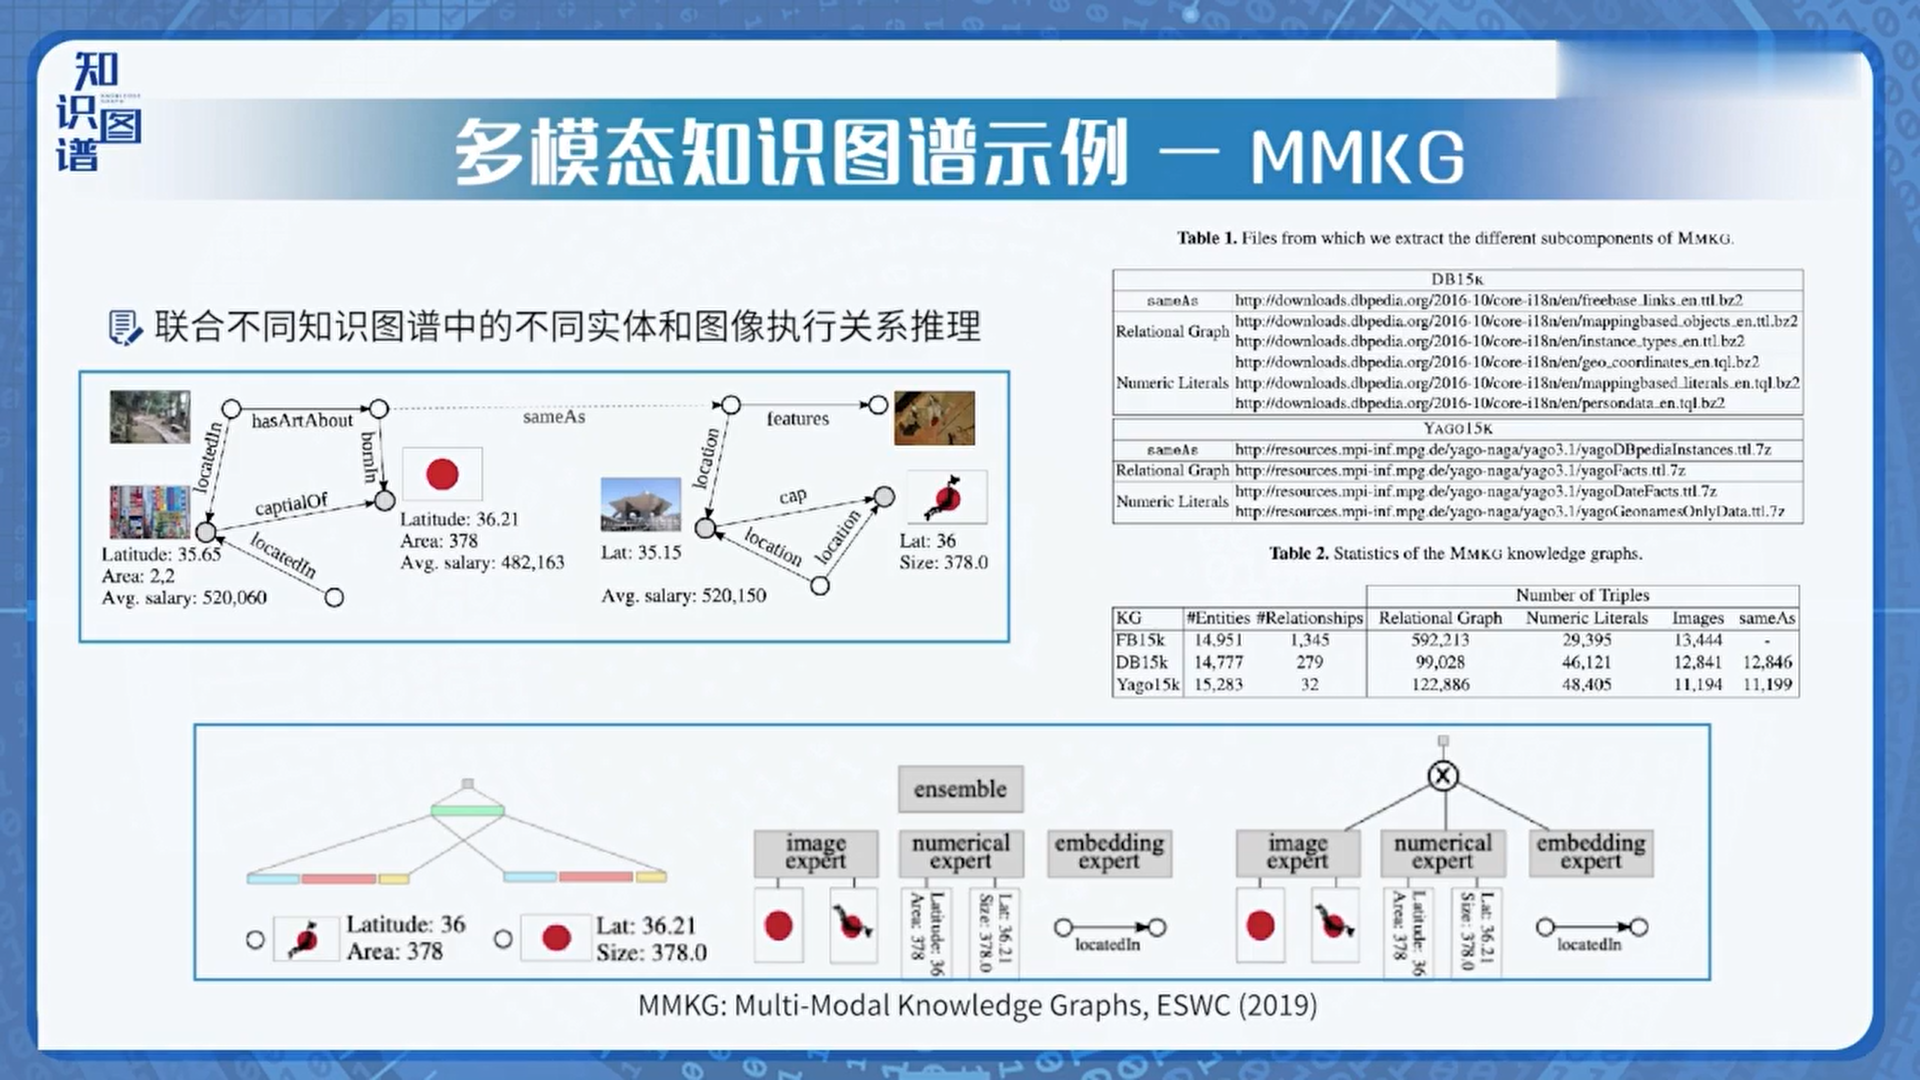 知识图谱
KNOWLEDGE GRAPH
多模态知识图谱示例 — MMKG
联合不同知识图谱中的不同实体和图像执行关系推理
hasArtAbout
sameAs
features
locatedIn
bornIn
location
captialOf
cap
locatedIn
location
location
Latitude: 35.65
Area: 2,2
Avg. salary: 520,060
Latitude: 36.21
Area: 378
Avg. salary: 482,163
Lat: 35.15
Avg. salary: 520,150
Lat: 36
Size: 378.0
Table 1. Files from which we extract the different subcomponents of MMKG.
DB15K
sameAs http://downloads.dbpedia.org/2016-10/core-i18n/en/freebase_links_en.ttl.bz2
Relational Graph http://downloads.dbpedia.org/2016-10/core-i18n/en/mappingbased_objects_en.ttl.bz2
http://downloads.dbpedia.org/2016-10/core-i18n/en/instance_types_en.ttl.bz2
Numeric Literals http://downloads.dbpedia.org/2016-10/core-i18n/en/geo_coordinates_en.tql.bz2
http://downloads.dbpedia.org/2016-10/core-i18n/en/mappingbased_literals_en.tql.bz2
http://downloads.dbpedia.org/2016-10/core-i18n/en/persondata_en.tql.bz2
YAGO15K
sameAs http://resources.mpi-inf.mpg.de/yago-naga/yago3.1/yagoDBpediaInstances.ttl.7z
Relational Graph http://resources.mpi-inf.mpg.de/yago-naga/yago3.1/yagoFacts.ttl.7z
Numeric Literals http://resources.mpi-inf.mpg.de/yago-naga/yago3.1/yagoDateFacts.ttl.7z
http://resources.mpi-inf.mpg.de/yago-naga/yago3.1/yagoGeonamesOnlyData.ttl.7z
Table 2. Statistics of the MMKG knowledge graphs.
Number of Triples
KG #Entities #Relationships Relational Graph Numeric Literals Images sameAs
FB15k 14,951 1,345 592,213 29,395 13,444 -
DB15k 14,777 279 99,028 46,121 12,841 12,846
Yago15k 15,283 32 122,886 48,405 11,194 11,199
Latitude: 36
Area: 378
Lat: 36.21
Size: 378.0
ensemble
image expert
numerical expert
embedding expert
Latitude: 36
Area: 378
Lat: 36.21
Size: 378.0
locatedIn
X
image expert
numerical expert
embedding expert
Latitude: 36
Area: 378
Lat: 36.21
Size: 378.0
locatedIn
MMKG: Multi-Modal Knowledge Graphs, ESWC (2019)